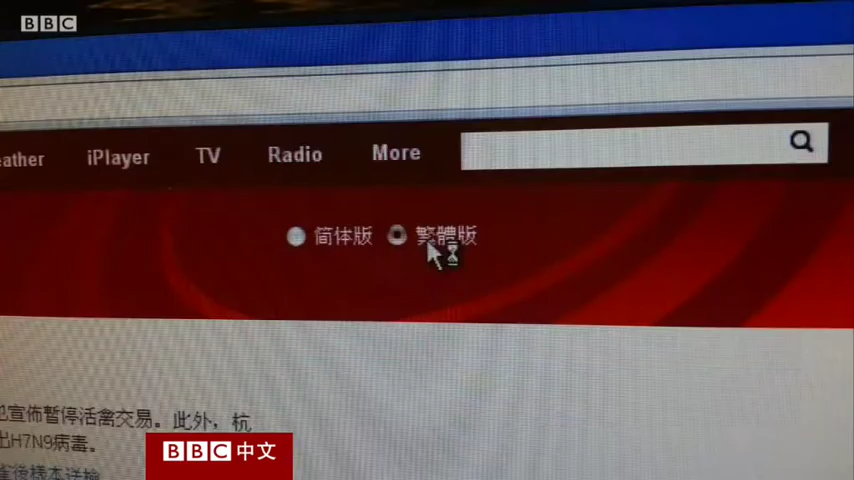 BBC
eather iPlayer TV Radio More
简体版 繁體版
宣佈暫停活禽交易。此外，杭
出H7N9病毒。
BBC 中文